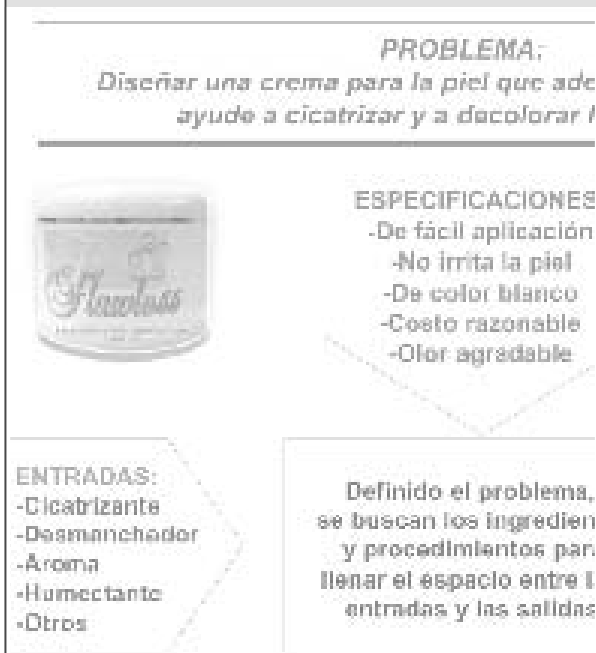 PROBLEMA:
Diseñar una crema para la piel que ade
ayude a cicatrizar y a decolorar
Flawless
ESPECIFICACIONES
-De fácil aplicación
-No irrita la piel
-De color blanco
-Costo razonable
-Olor agradable
ENTRADAS:
-Cicatrizante
-Desmanchador
-Aroma
-Humectante
-Otros
Definido el problema,
se buscan los ingredien
y procedimientos para
llenar el espacio entre l
entradas y las salidas